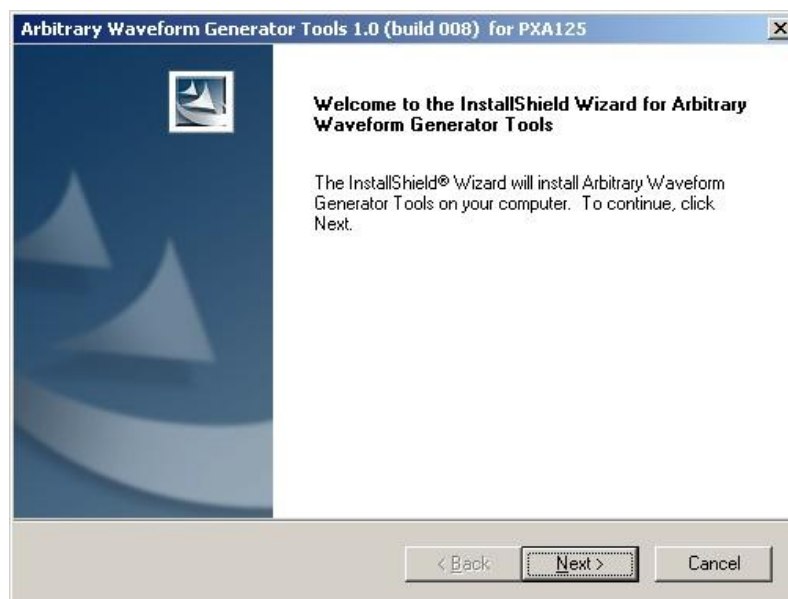 Arbitrary Waveform Generator Tools 1.0 (build 008) for PXA125
Welcome to the InstallShield Wizard for Arbitrary
Waveform Generator Tools
The InstallShield® Wizard will install Arbitrary Waveform
Generator Tools on your computer. To continue, click
Next.
< Back
Next >
Cancel